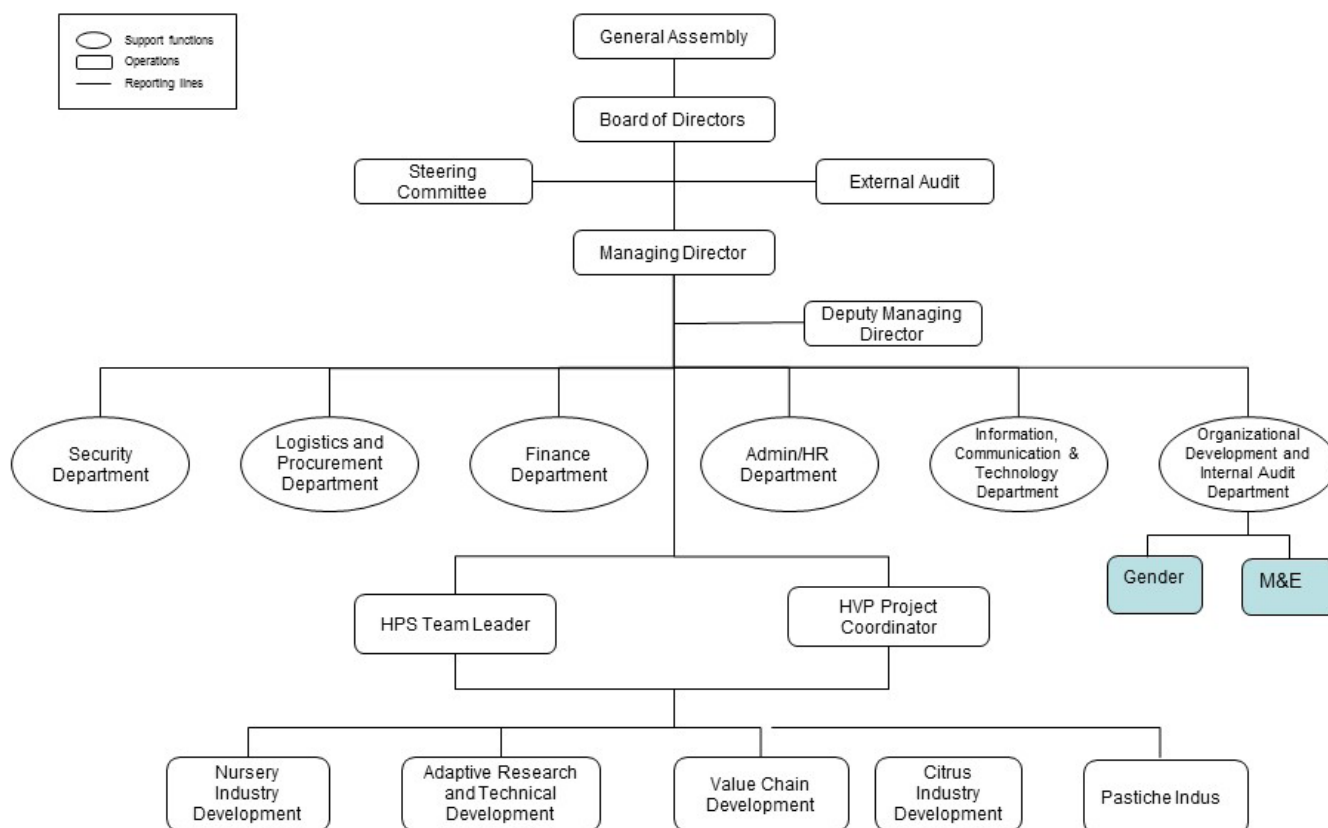 Support functions
Operations
Reporting lines
General Assembly
Board of Directors
Steering
Committee
External Audit
Managing Director
Deputy Managing
Director
Security
Department
Logistics and
Procurement
Department
Finance
Department
Admin/HR
Department
Information,
Communication &
Technology
Department
Organizational
Development and
Internal Audit
Department
Gender
M&E
HPS Team Leader
HVP Project
Coordinator
Nursery
Industry
Development
Adaptive Research
and Technical
Development
Value Chain
Development
Citrus
Industry
Development
Pastiche Indus